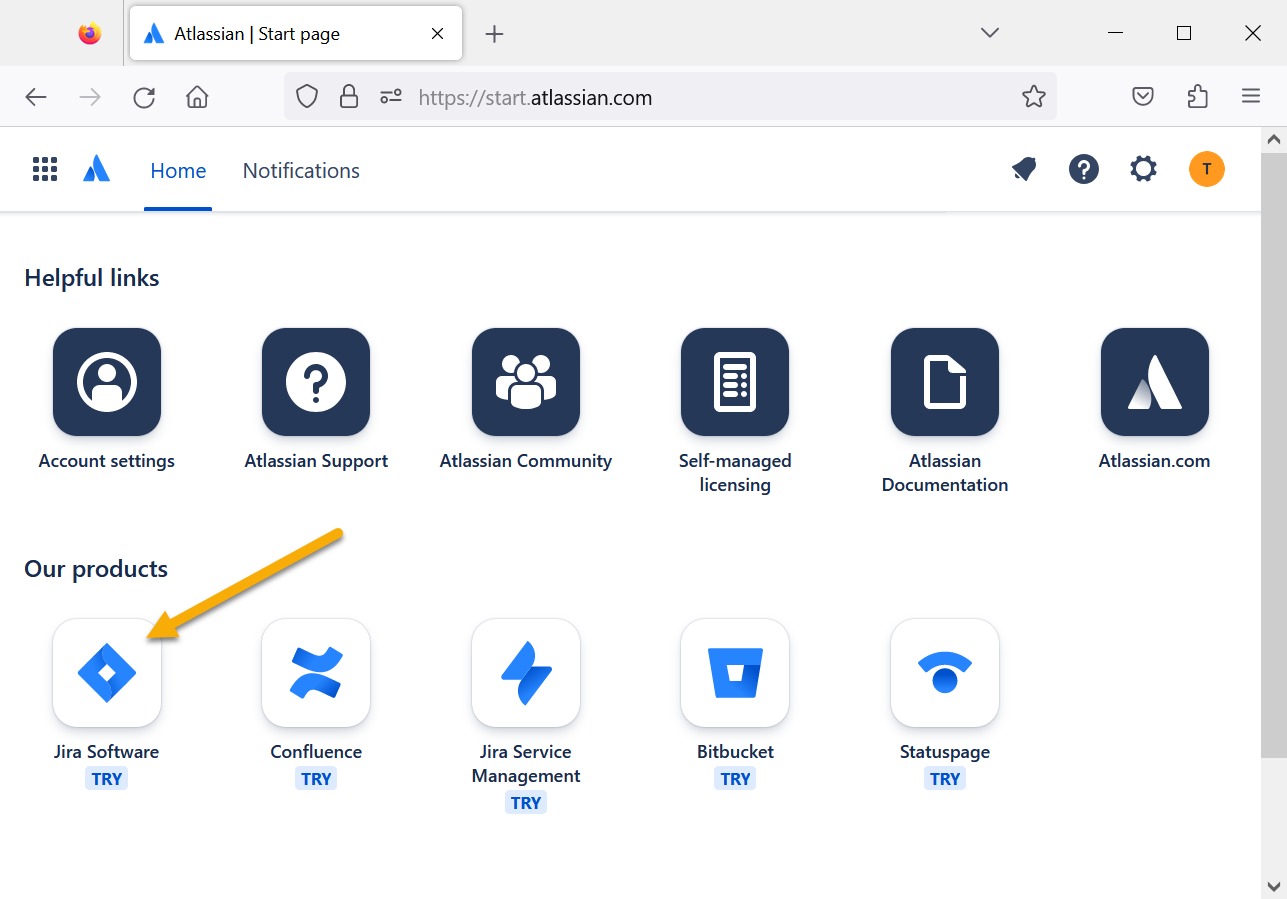 Atlassian | Start page
https://start.atlassian.com
Home
Notifications
T
Helpful links
Account settings
Atlassian Support
Atlassian Community
Self-managed
licensing
Atlassian
Documentation
Atlassian.com
Our products
Jira Software
TRY
Confluence
TRY
Jira Service
Management
TRY
Bitbucket
TRY
Statuspage
TRY